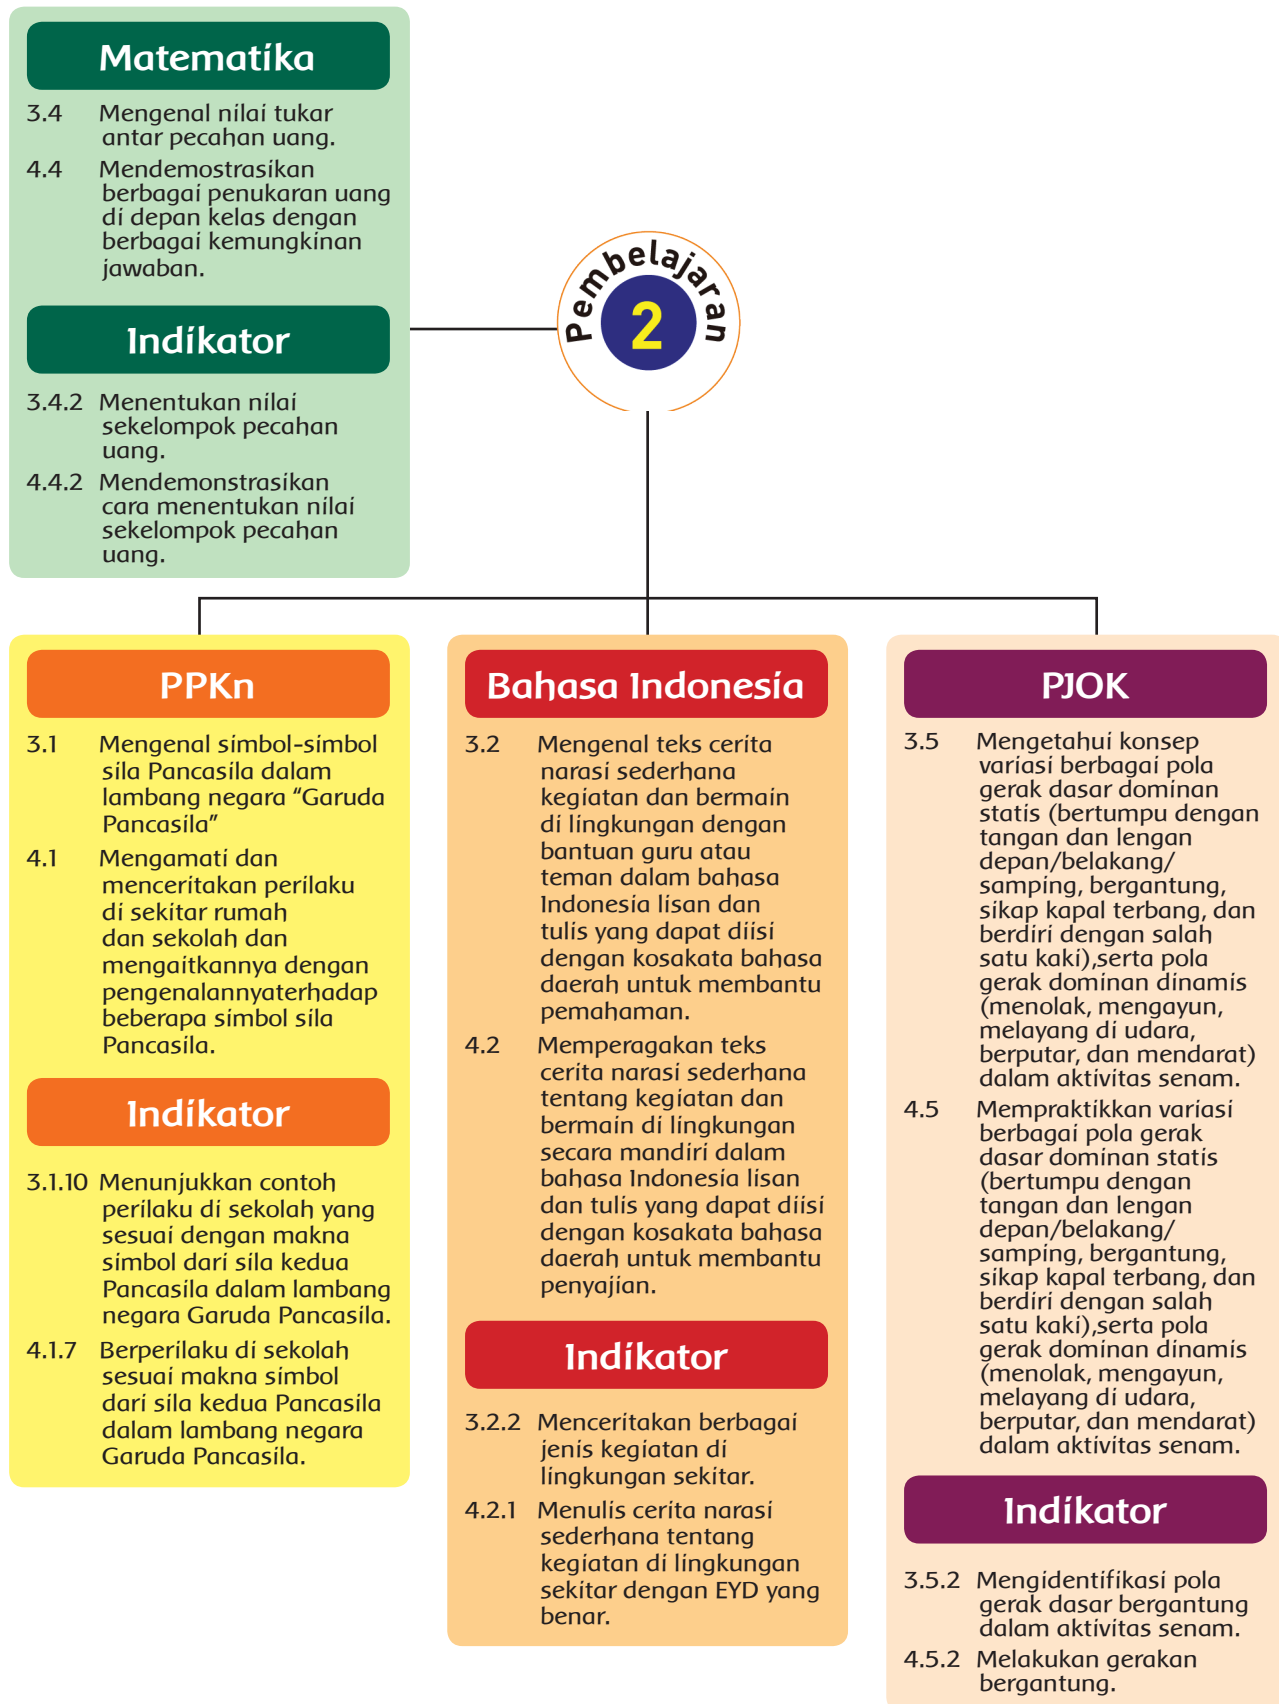 Matematika
3.4 Mengenal nilai tukar
antar pecahan uang.
4.4 Mendemostrasikan
berbagai penukaran uang
di depan kelas dengan
berbagai kemungkinan
jawaban.
Indikator
3.4.2 Menentukan nilai
sekelompok pecahan
uang.
4.4.2 Mendemonstrasikan
cara menentukan nilai
sekelompok pecahan
uang.
Pembelajaran
2
PPKn
3.1 Mengenal simbol-simbol
sila Pancasila dalam
lambang negara “Garuda
Pancasila”
4.1 Mengamati dan
menceritakan perilaku
di sekitar rumah
dan sekolah dan
mengaitkannya dengan
pengenalannyaterhadap
beberapa simbol sila
Pancasila.
Indikator
3.1.10 Menunjukkan contoh
perilaku di sekolah yang
sesuai dengan makna
simbol dari sila kedua
Pancasila dalam lambang
negara Garuda Pancasila.
4.1.7 Berperilaku di sekolah
sesuai makna simbol
dari sila kedua Pancasila
dalam lambang negara
Garuda Pancasila.
Bahasa Indonesia
3.2 Mengenal teks cerita
narasi sederhana
kegiatan dan bermain
di lingkungan dengan
bantuan guru atau
teman dalam bahasa
Indonesia lisan dan
tulis yang dapat diisi
dengan kosakata bahasa
daerah untuk membantu
pemahaman.
4.2 Memperagakan teks
cerita narasi sederhana
tentang kegiatan dan
bermain di lingkungan
secara mandiri dalam
bahasa Indonesia lisan
dan tulis yang dapat diisi
dengan kosakata bahasa
daerah untuk membantu
penyajian.
Indikator
3.2.2 Menceritakan berbagai
jenis kegiatan di
lingkungan sekitar.
4.2.1 Menulis cerita narasi
sederhana tentang
kegiatan di lingkungan
sekitar dengan EYD yang
benar.
PJOK
3.5 Mengetahui konsep
variasi berbagai pola
gerak dasar dominan
statis (bertumpu dengan
tangan dan lengan
depan/belakang/
samping, bergantung,
sikap kapal terbang, dan
berdiri dengan salah
satu kaki),serta pola
gerak dominan dinamis
(menolak, mengayun,
melayang di udara,
berputar, dan mendarat)
dalam aktivitas senam.
4.5 Mempraktikkan variasi
berbagai pola gerak
dasar dominan statis
(bertumpu dengan
tangan dan lengan
depan/belakang/
samping, bergantung,
sikap kapal terbang, dan
berdiri dengan salah
satu kaki),serta pola
gerak dominan dinamis
(menolak, mengayun,
melayang di udara,
berputar, dan mendarat)
dalam aktivitas senam.
Indikator
3.5.2 Mengidentifikasi pola
gerak dasar bergantung
dalam aktivitas senam.
4.5.2 Melakukan gerakan
bergantung.